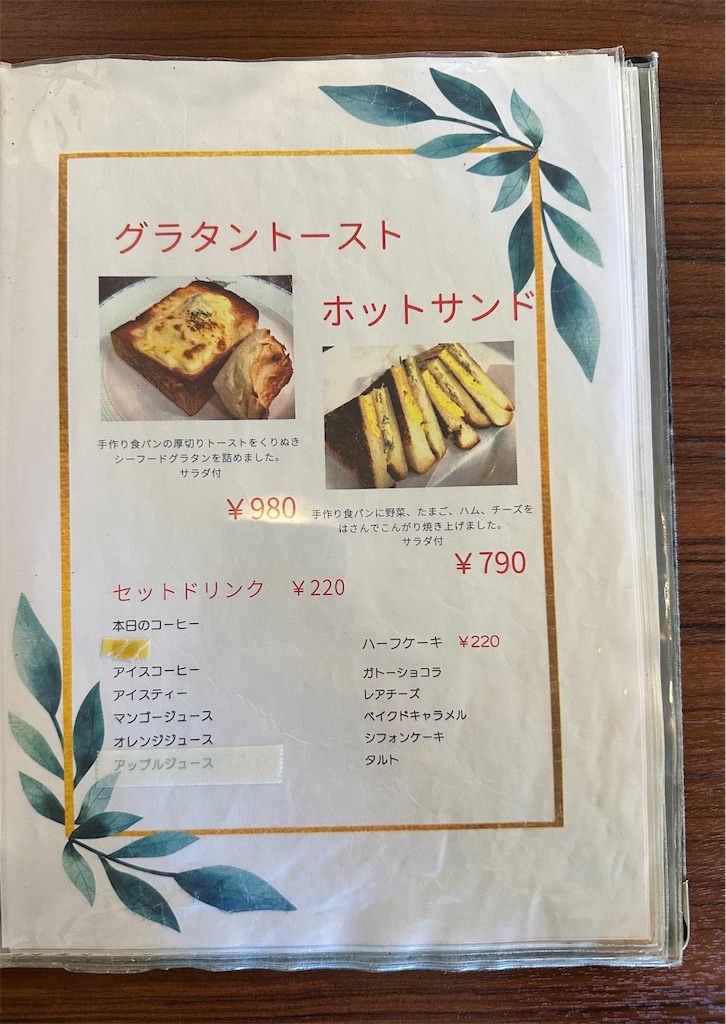 グラタントースト
手作り食パンの厚切りトーストをくりぬき
シーフードグラタンを詰めました。
サラダ付
￥980
ホットサンド
手作り食パンに野菜、たまご、ハム、チーズを
はさんでこんがり焼き上げました。
サラダ付
￥790
セットドリンク ￥220
本日のコーヒー
アイスコーヒー
アイスティー
マンゴージュース
オレンジジュース
アップルジュース
ハーフケーキ ￥220
ガトーショコラ
レアチーズ
ベイクドキャラメル
シフォンケーキ
タルト